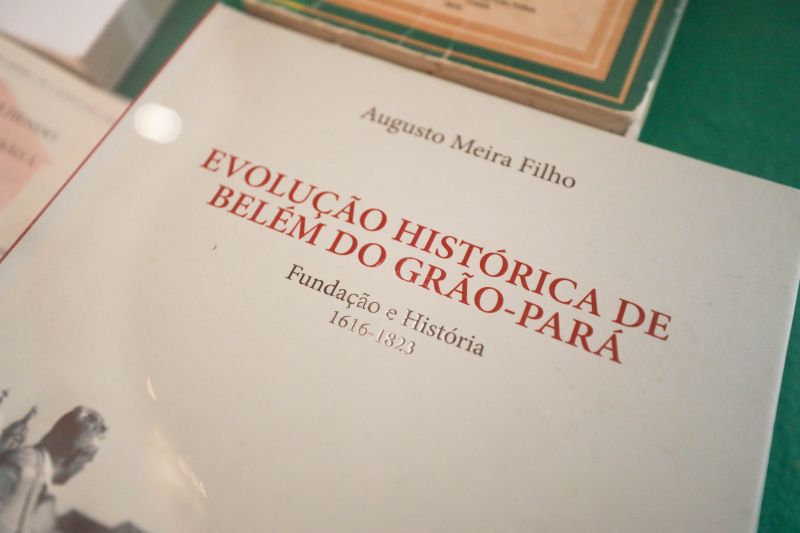 Augusto Meira Filho
EVOLUÇÃO HISTÓRICA DE
BELÉM DO GRÃO-PARÁ
Fundação e História
1616-1823